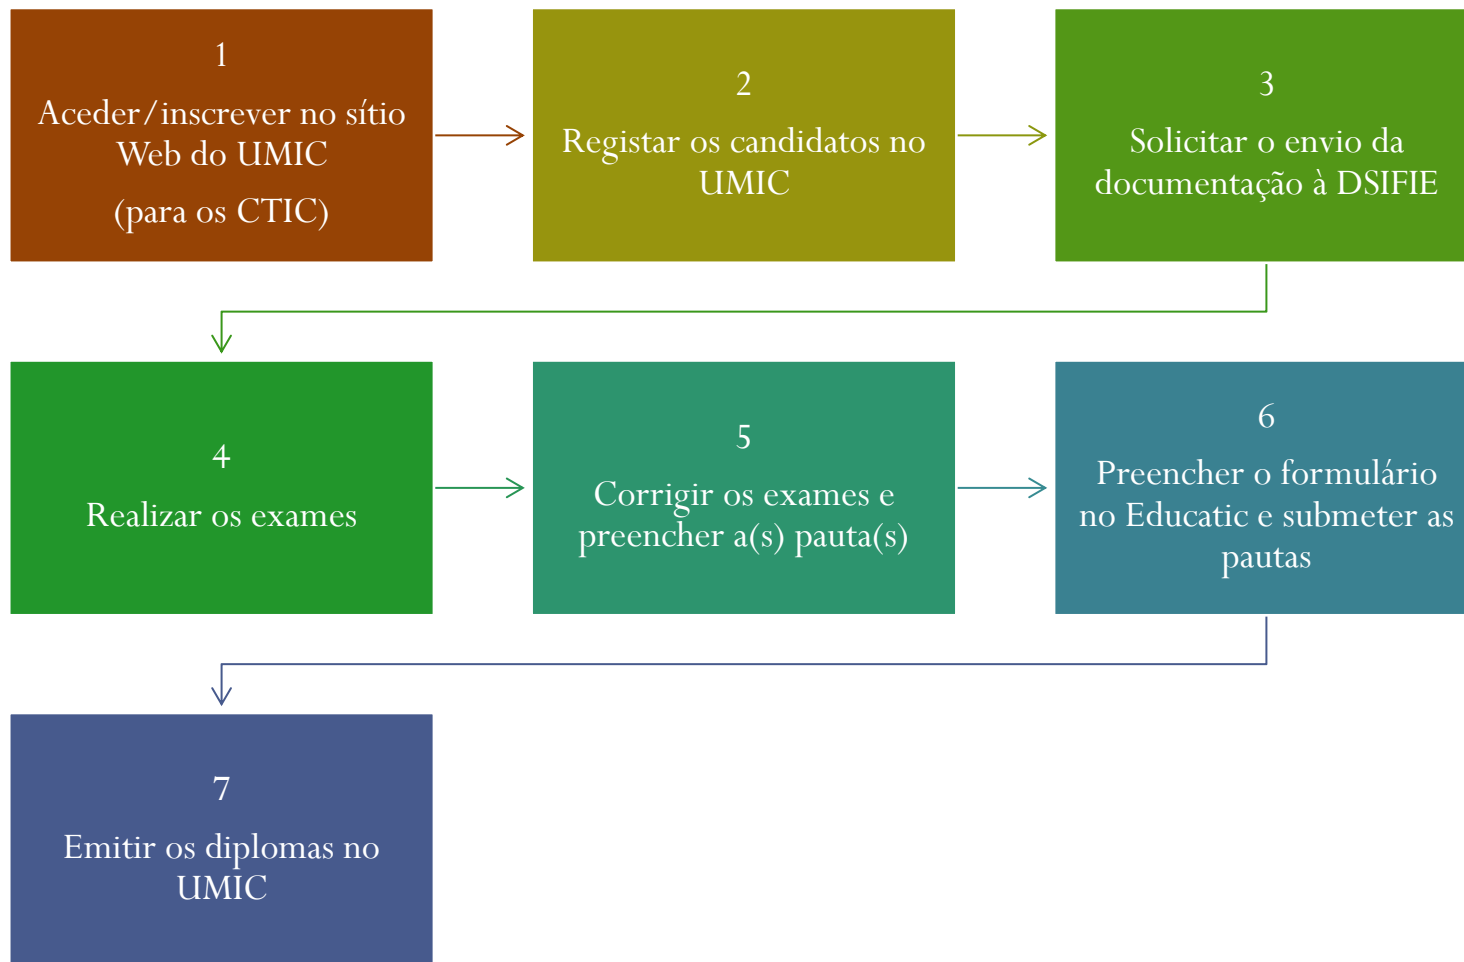 1
Aceder/inscrever no sítio
Web do UMIC
(para os CTIC)
2
Registar os candidatos no
UMIC
3
Solicitar o envio da
documentação à DSIFIE
4
Realizar os exames
5
Corrigir os exames e
preencher a(s) pauta(s)
6
Preencher o formulário
no Educatic e submeter as
pautas
7
Emitir os diplomas no
UMIC